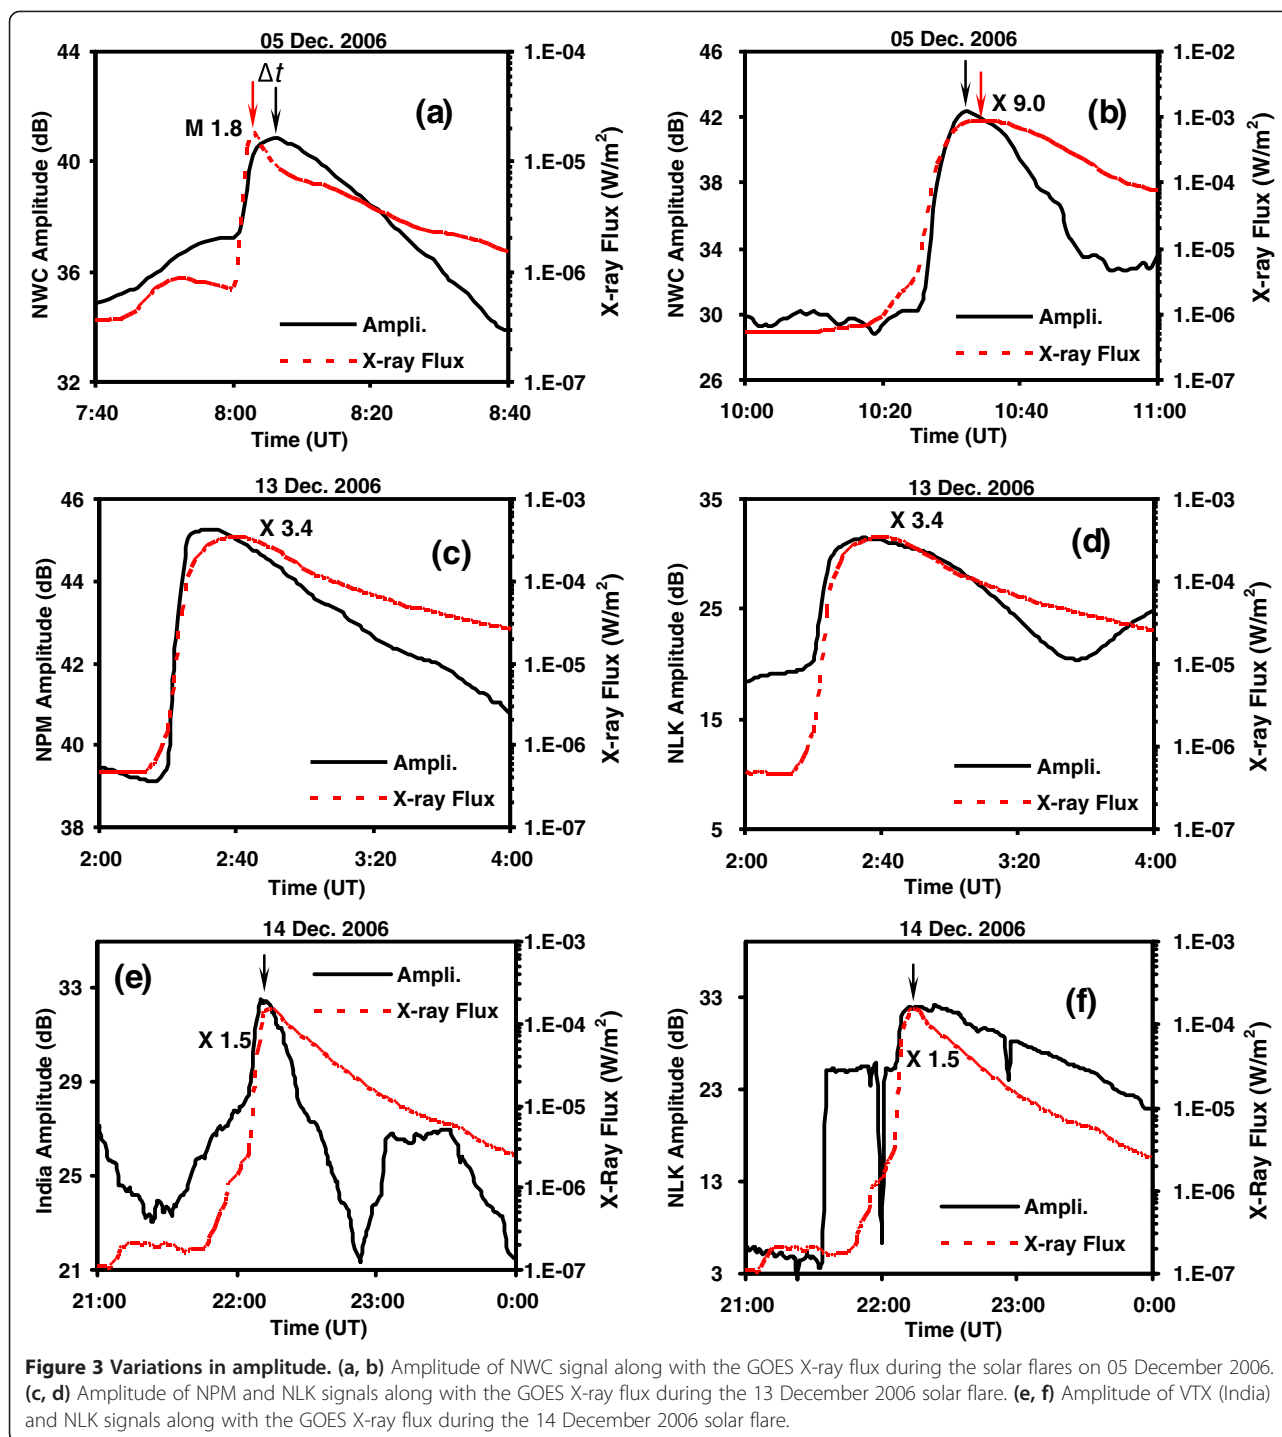 05 Dec. 2006
44
40
36
32
NWC Amplitude (dB)
Δt
M 1.8
(a)
1.E-04
1.E-05
1.E-06
1.E-07
X-ray Flux (W/m²)
Ampli.
X-ray Flux
7:40
8:00
8:20
8:40
Time (UT)
05 Dec. 2006
46
42
38
34
30
26
NWC Amplitude (dB)
X 9.0
(b)
1.E-02
1.E-03
1.E-04
1.E-05
1.E-06
1.E-07
X-ray Flux (W/m²)
Ampli.
X-ray Flux
10:00
10:20
10:40
11:00
Time (UT)
13 Dec. 2006
46
44
42
40
38
NPM Amplitude (dB)
X 3.4
(c)
1.E-03
1.E-04
1.E-05
1.E-06
1.E-07
X-ray Flux (W/m²)
Ampli.
X-ray Flux
2:00
2:40
3:20
4:00
Time (UT)
13 Dec. 2006
35
25
15
5
NLK Amplitude (dB)
X 3.4
(d)
1.E-03
1.E-04
1.E-05
1.E-06
1.E-07
X-ray Flux (W/m²)
Ampli.
X-ray Flux
2:00
2:40
3:20
4:00
Time (UT)
14 Dec. 2006
33
29
25
21
India Amplitude (dB)
(e)
X 1.5
Ampli.
X-ray Flux
1.E-03
1.E-04
1.E-05
1.E-06
1.E-07
X-Ray Flux (W/m²)
21:00
22:00
23:00
0:00
Time (UT)
14 Dec. 2006
33
23
13
3
NLK Amplitude (dB)
(f)
X 1.5
Ampli.
X-ray Flux
1.E-03
1.E-04
1.E-05
1.E-06
1.E-07
X-Ray Flux (W/m²)
21:00
22:00
23:00
0:00
Time (UT)
Figure 3 Variations in amplitude. (a, b) Amplitude of NWC signal along with the GOES X-ray flux during the solar flares on 05 December 2006.
(c, d) Amplitude of NPM and NLK signals along with the GOES X-ray flux during the 13 December 2006 solar flare. (e, f) Amplitude of VTX (India)
and NLK signals along with the GOES X-ray flux during the 14 December 2006 solar flare.